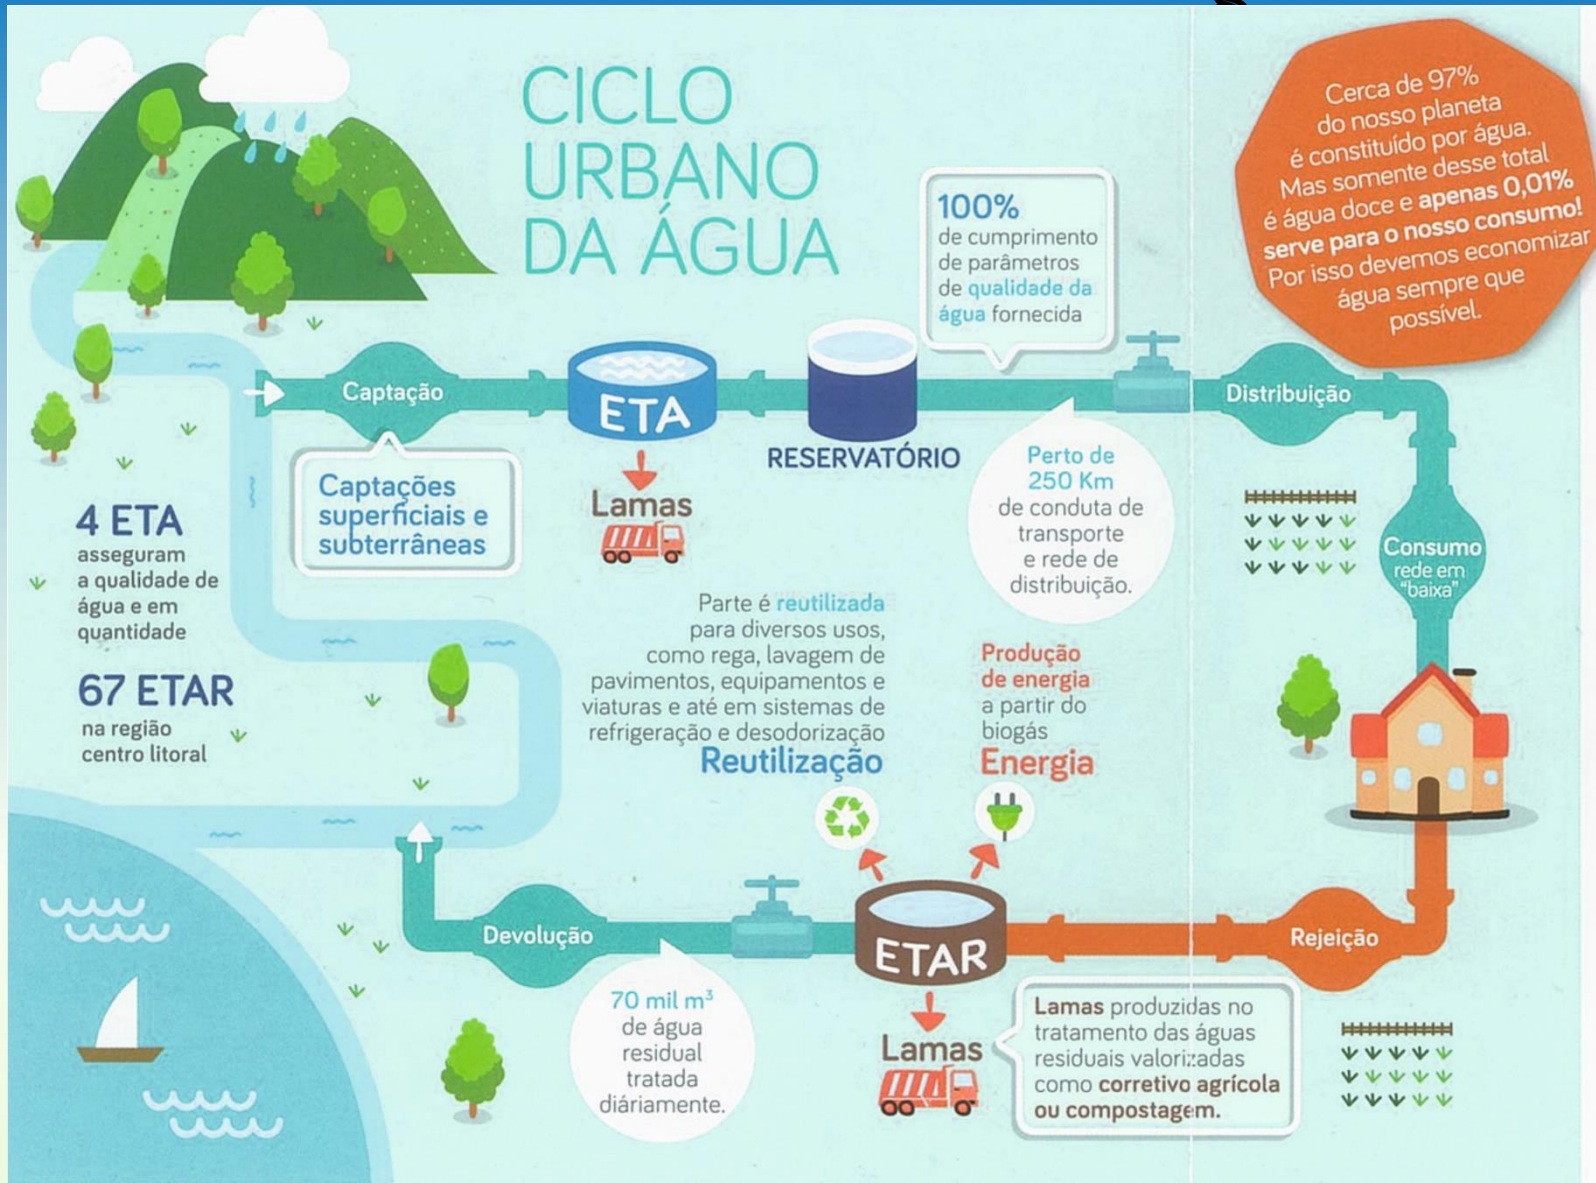 CICLO
URBANO
DA ÁGUA
Cerca de 97%
do nosso planeta
é constituído por água.
Mas somente desse total
é água doce e apenas 0,01%
serve para o nosso consumo!
Por isso devemos economizar
água sempre que
possível.
100%
de cumprimento
de parâmetros
de qualidade da
água fornecida
Captação
ETA
RESERVATÓRIO
Distribuição
Captações
superficiais e
subterrâneas
Lamas
Perto de
250 Km
de conduta de
transporte
e rede de
distribuição.
Consumo
rede em
"baixa"
4 ETA
asseguram
a qualidade de
água e em
quantidade
67 ETAR
na região
centro litoral
Parte é reutilizada
para diversos usos,
como rega, lavagem de
pavimentos, equipamentos e
viaturas e até em sistemas de
refrigeração e desodorização
Reutilização
Produção
de energia
a partir do
biogás
Energia
Devolução
ETAR
Rejeição
70 mil m³
de água
residual
tratada
diáriamente.
Lamas
Lamas produzidas no
tratamento das águas
residuais valorizadas
como corretivo agrícola
ou compostagem.